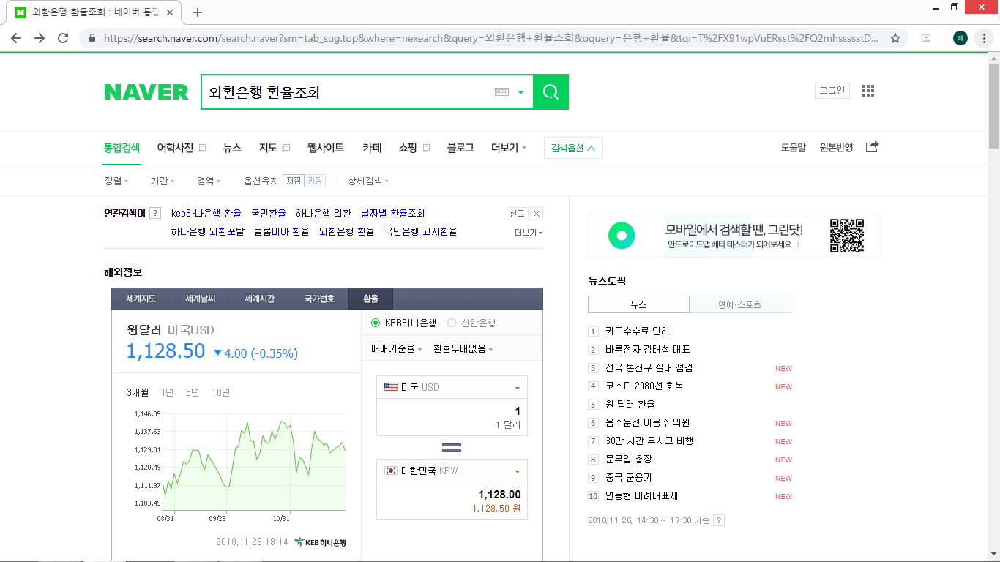 외환은행 환율조회 : 네이버 통합
https://search.naver.com/search.naver?sm=tab_sug.top&where=nexearch&query=외환은행+환율조회&oquery=은행+환율&tqi=T%2FX91wpVuERsst%2FQ2mhssssstD...
NAVER
외환은행 환율조회
로그인
통합검색 어학사전 뉴스 지도 웹사이트 카페 쇼핑 블로그 더보기 검색옵션 도움말 원본반영
정렬 기간 영역 옵션유지 꺼짐 켜짐 상세검색
연관검색어 ? keb하나은행 환율 국민환율 하나은행 외환 날짜별 환율조회 신고
하나은행 외환포탈 콜롬비아 환율 외환은행 환율 국민은행 고시환율 더보기
모바일에서 검색할 땐, 그린닷!
안드로이드앱 베타 테스터가 되어보세요
해외정보
세계지도 세계날씨 세계시간 국가번호 환율
원달러 미국USD
1,128.50 ▼4.00 (-0.35%)
3개월 1년 3년 10년
1,146.05
1,137.53
1,129.01
1,120.49
1,111.97
1,103.45
08/31 09/28 10/31
2018.11.26 18:14 KEB 하나은행
KEB하나은행 신한은행
매매기준율 환율우대없음
미국 USD
1
1 달러
대한민국 KRW
1,128.00
1,128.50 원
뉴스토픽
뉴스 연예·스포츠
1 카드수수료 인하
2 바른전자 김태섭 대표
3 전국 통신구 실태 점검 NEW
4 코스피 2080선 회복 NEW
5 원 달러 환율
6 음주운전 이용주 의원 NEW
7 30만 시간 무사고 비행 NEW
8 문무일 총장 NEW
9 중국 군용기 NEW
10 연동형 비례대표제 NEW
2018.11.26. 14:30 ~ 17:30 기준 ?